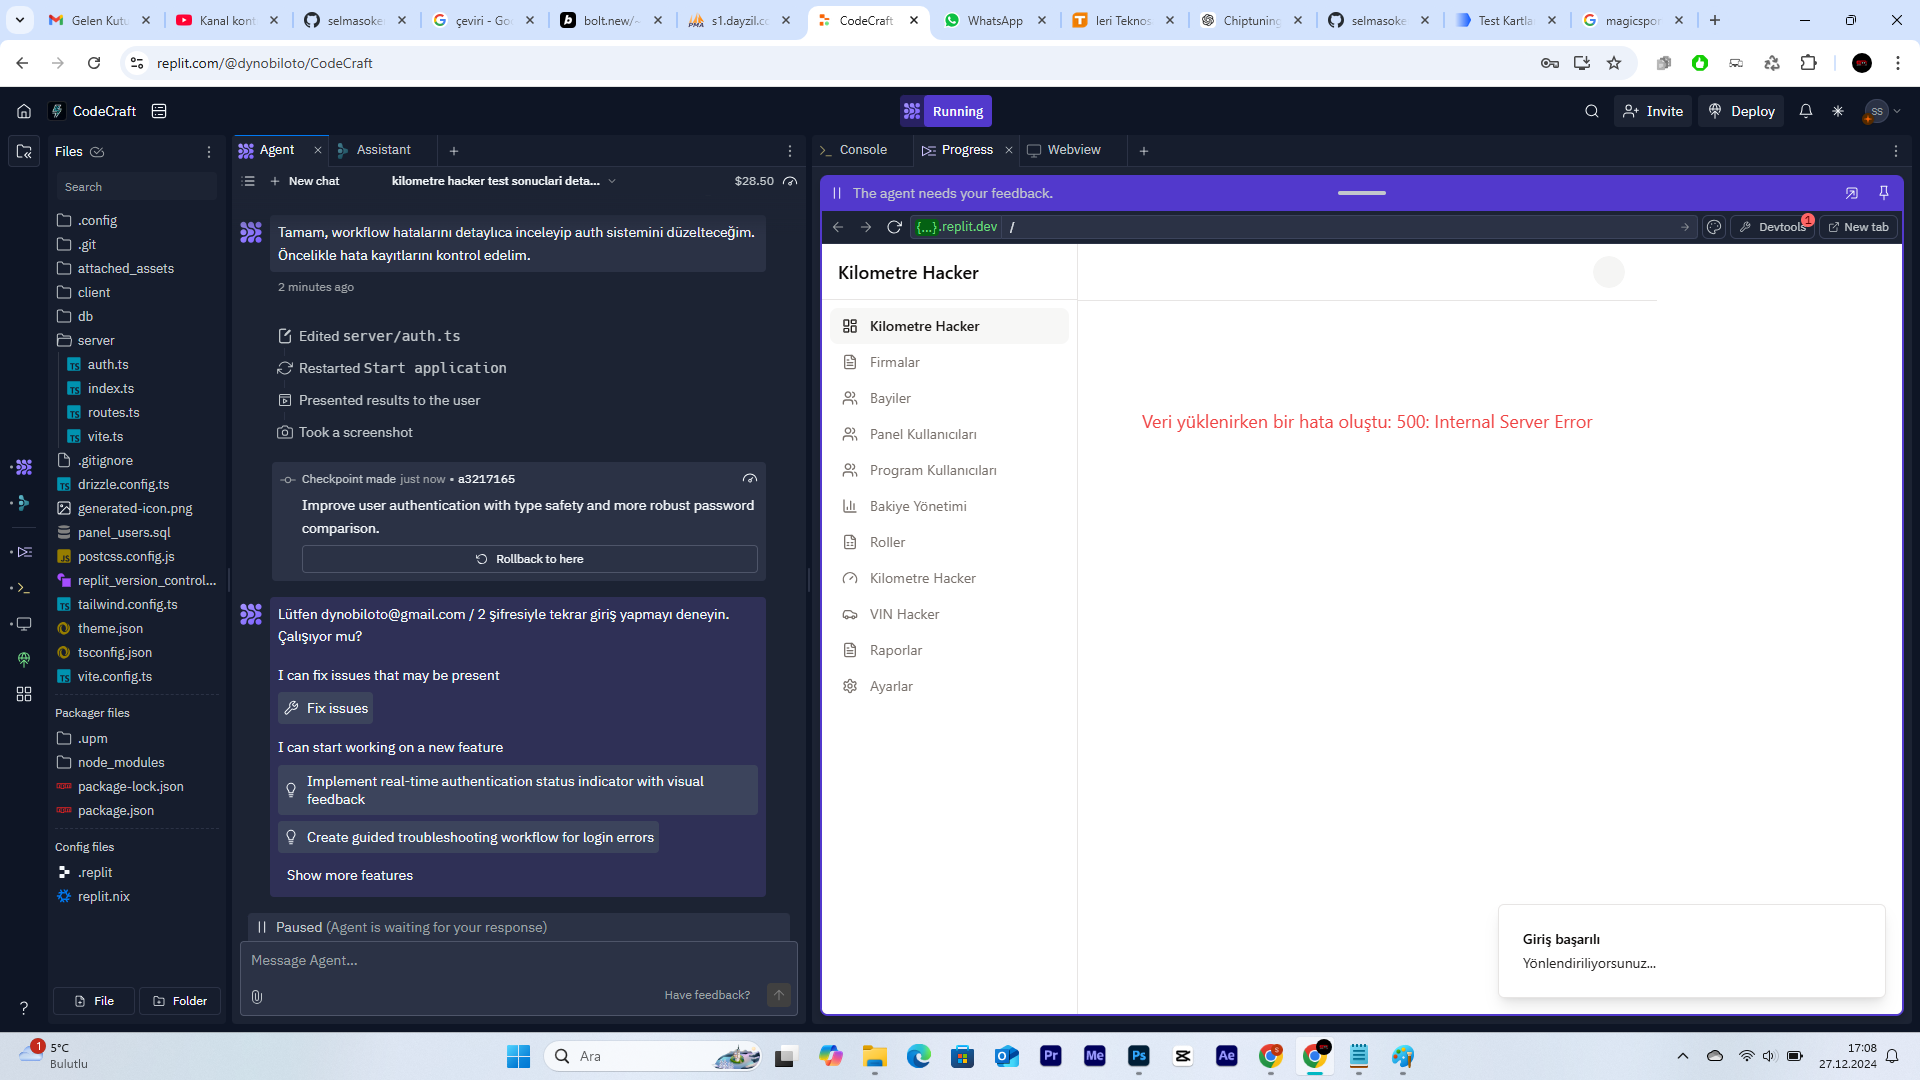 Gelen Kutu
Kanal kont
selmasoke
çeviri - Go
bolt.new/~
s1.dayzil.co
CodeCraft
WhatsApp
Ieri Teknos
Chiptuning
selmasoke
Test Kartla
magicspor
replit.com/@dynobiloto/CodeCraft
CodeCraft
Running
Invite
Deploy
SS
Files
Search
.config
.git
attached_assets
client
db
server
auth.ts
index.ts
routes.ts
vite.ts
.gitignore
drizzle.config.ts
generated-icon.png
panel_users.sql
postcss.config.js
replit_version_control...
tailwind.config.ts
theme.json
tsconfig.json
vite.config.ts
Packager files
.upm
node_modules
package-lock.json
package.json
Config files
.replit
replit.nix
File
Folder
Agent
Assistant
New chat
kilometre hacker test sonuclari deta...
$28.50
Tamam, workflow hatalarını detaylıca inceleyip auth sistemini düzelteceğim.
Öncelikle hata kayıtlarını kontrol edelim.
2 minutes ago
Edited server/auth.ts
Restarted Start application
Presented results to the user
Took a screenshot
Checkpoint made just now • a3217165
Improve user authentication with type safety and more robust password
comparison.
Rollback to here
Lütfen dynobiloto@gmail.com / 2 şifresiyle tekrar giriş yapmayı deneyin.
Çalışıyor mu?
I can fix issues that may be present
Fix issues
I can start working on a new feature
Implement real-time authentication status indicator with visual
feedback
Create guided troubleshooting workflow for login errors
Show more features
Paused (Agent is waiting for your response)
Message Agent...
Have feedback?
Console
Progress
Webview
The agent needs your feedback.
{...}.replit.dev /
Devtools
1
New tab
Kilometre Hacker
Kilometre Hacker
Firmalar
Bayiler
Panel Kullanıcıları
Program Kullanıcıları
Bakiye Yönetimi
Roller
Kilometre Hacker
VIN Hacker
Raporlar
Ayarlar
Veri yüklenirken bir hata oluştu: 500: Internal Server Error
Giriş başarılı
Yönlendiriliyorsunuz...
1
5°C
Bulutlu
Ara
Pr
Me
Ps
Ae
17:08
27.12.2024